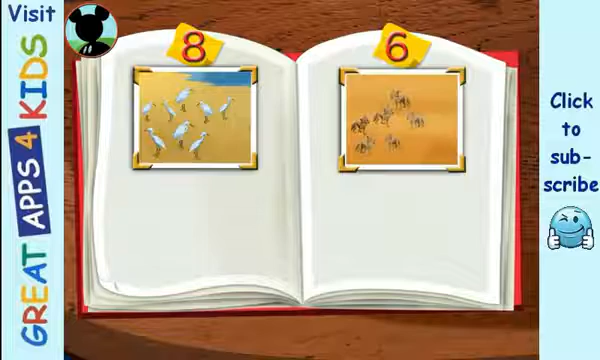 Visit
GREAT APPS 4 KIDS
8
6
Click
to
sub-
scribe